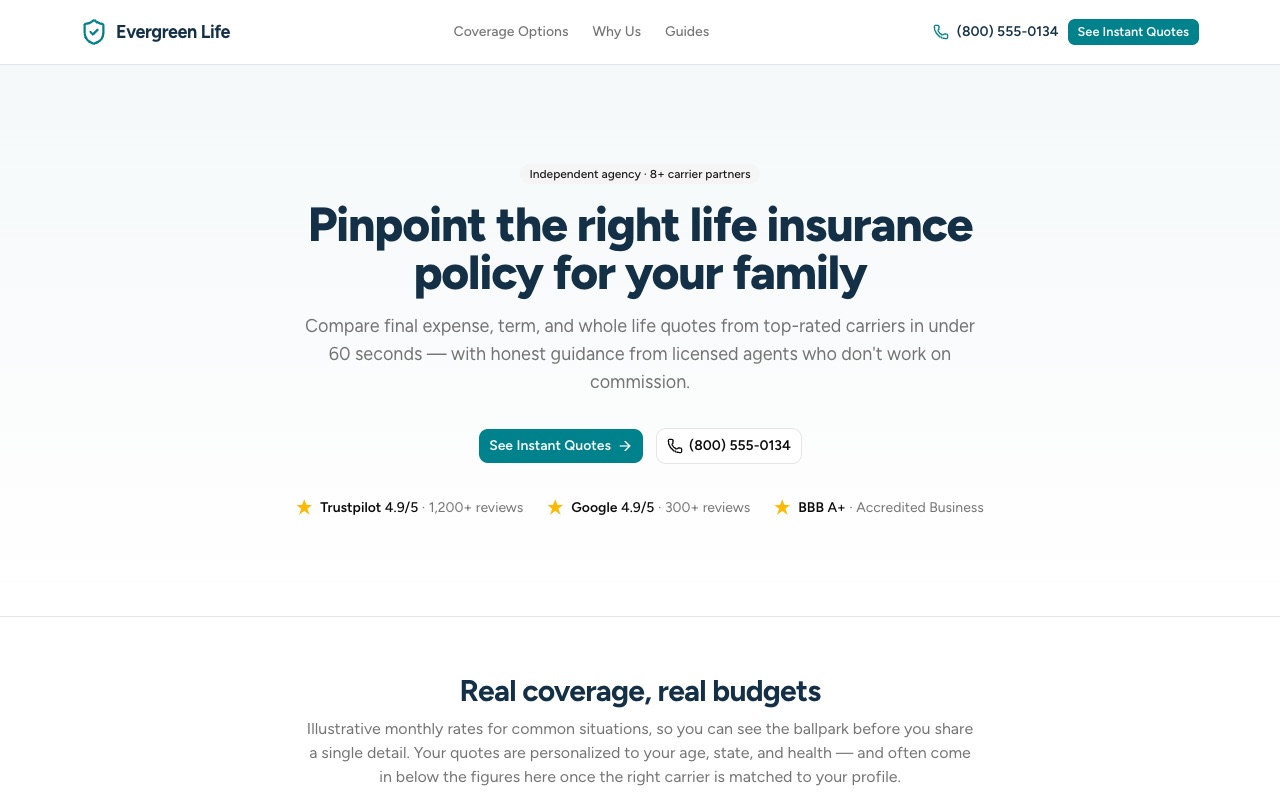 Evergreen Life
Coverage Options
Why Us
Guides
(800) 555-0134
See Instant Quotes
Independent agency · 8+ carrier partners
Pinpoint the right life insurance
policy for your family
Compare final expense, term, and whole life quotes from top-rated carriers in under
60 seconds — with honest guidance from licensed agents who don't work on
commission.
See Instant Quotes
(800) 555-0134
Trustpilot 4.9/5 · 1,200+ reviews
Google 4.9/5 · 300+ reviews
BBB A+ · Accredited Business
Real coverage, real budgets
Illustrative monthly rates for common situations, so you can see the ballpark before you share
a single detail. Your quotes are personalized to your age, state, and health — and often come
in below the figures here once the right carrier is matched to your profile.